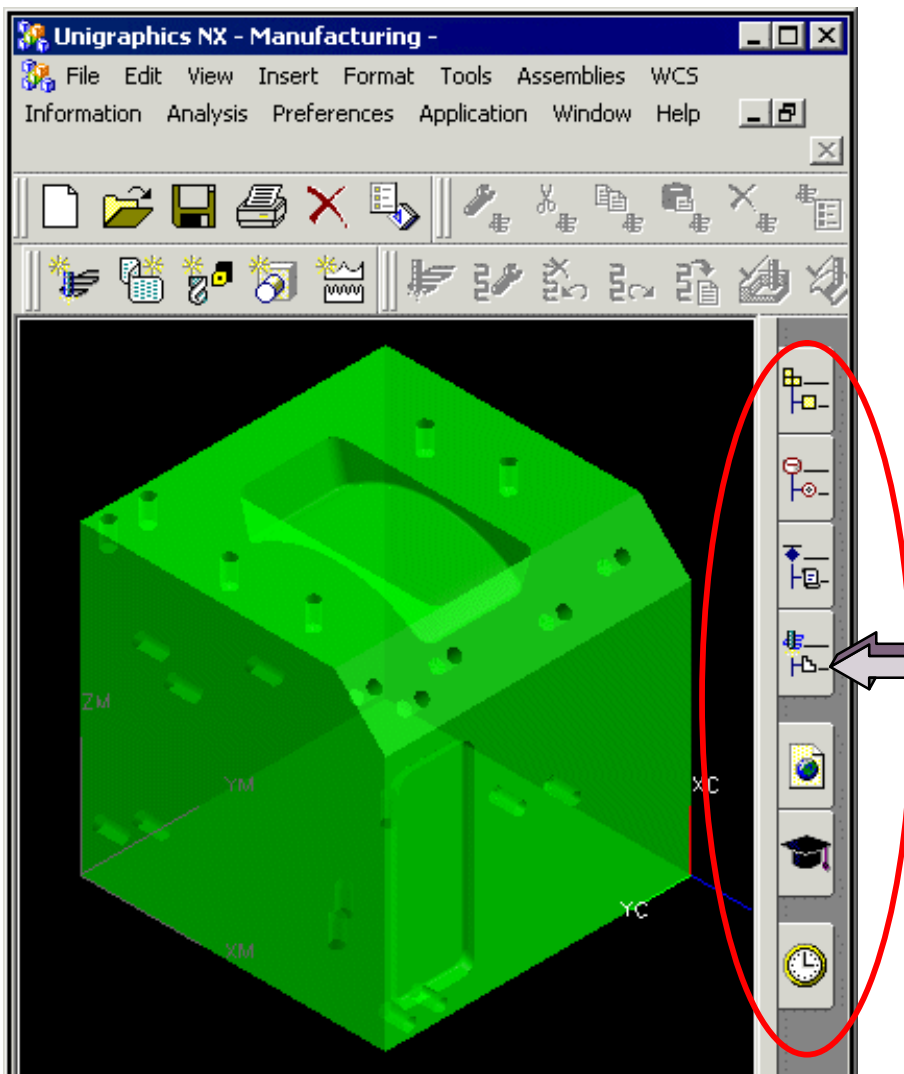 Unigraphics NX - Manufacturing -
File Edit View Insert Format Tools Assemblies WCS
Information Analysis Preferences Application Window Help
ZM
YM
XC
YC
XM